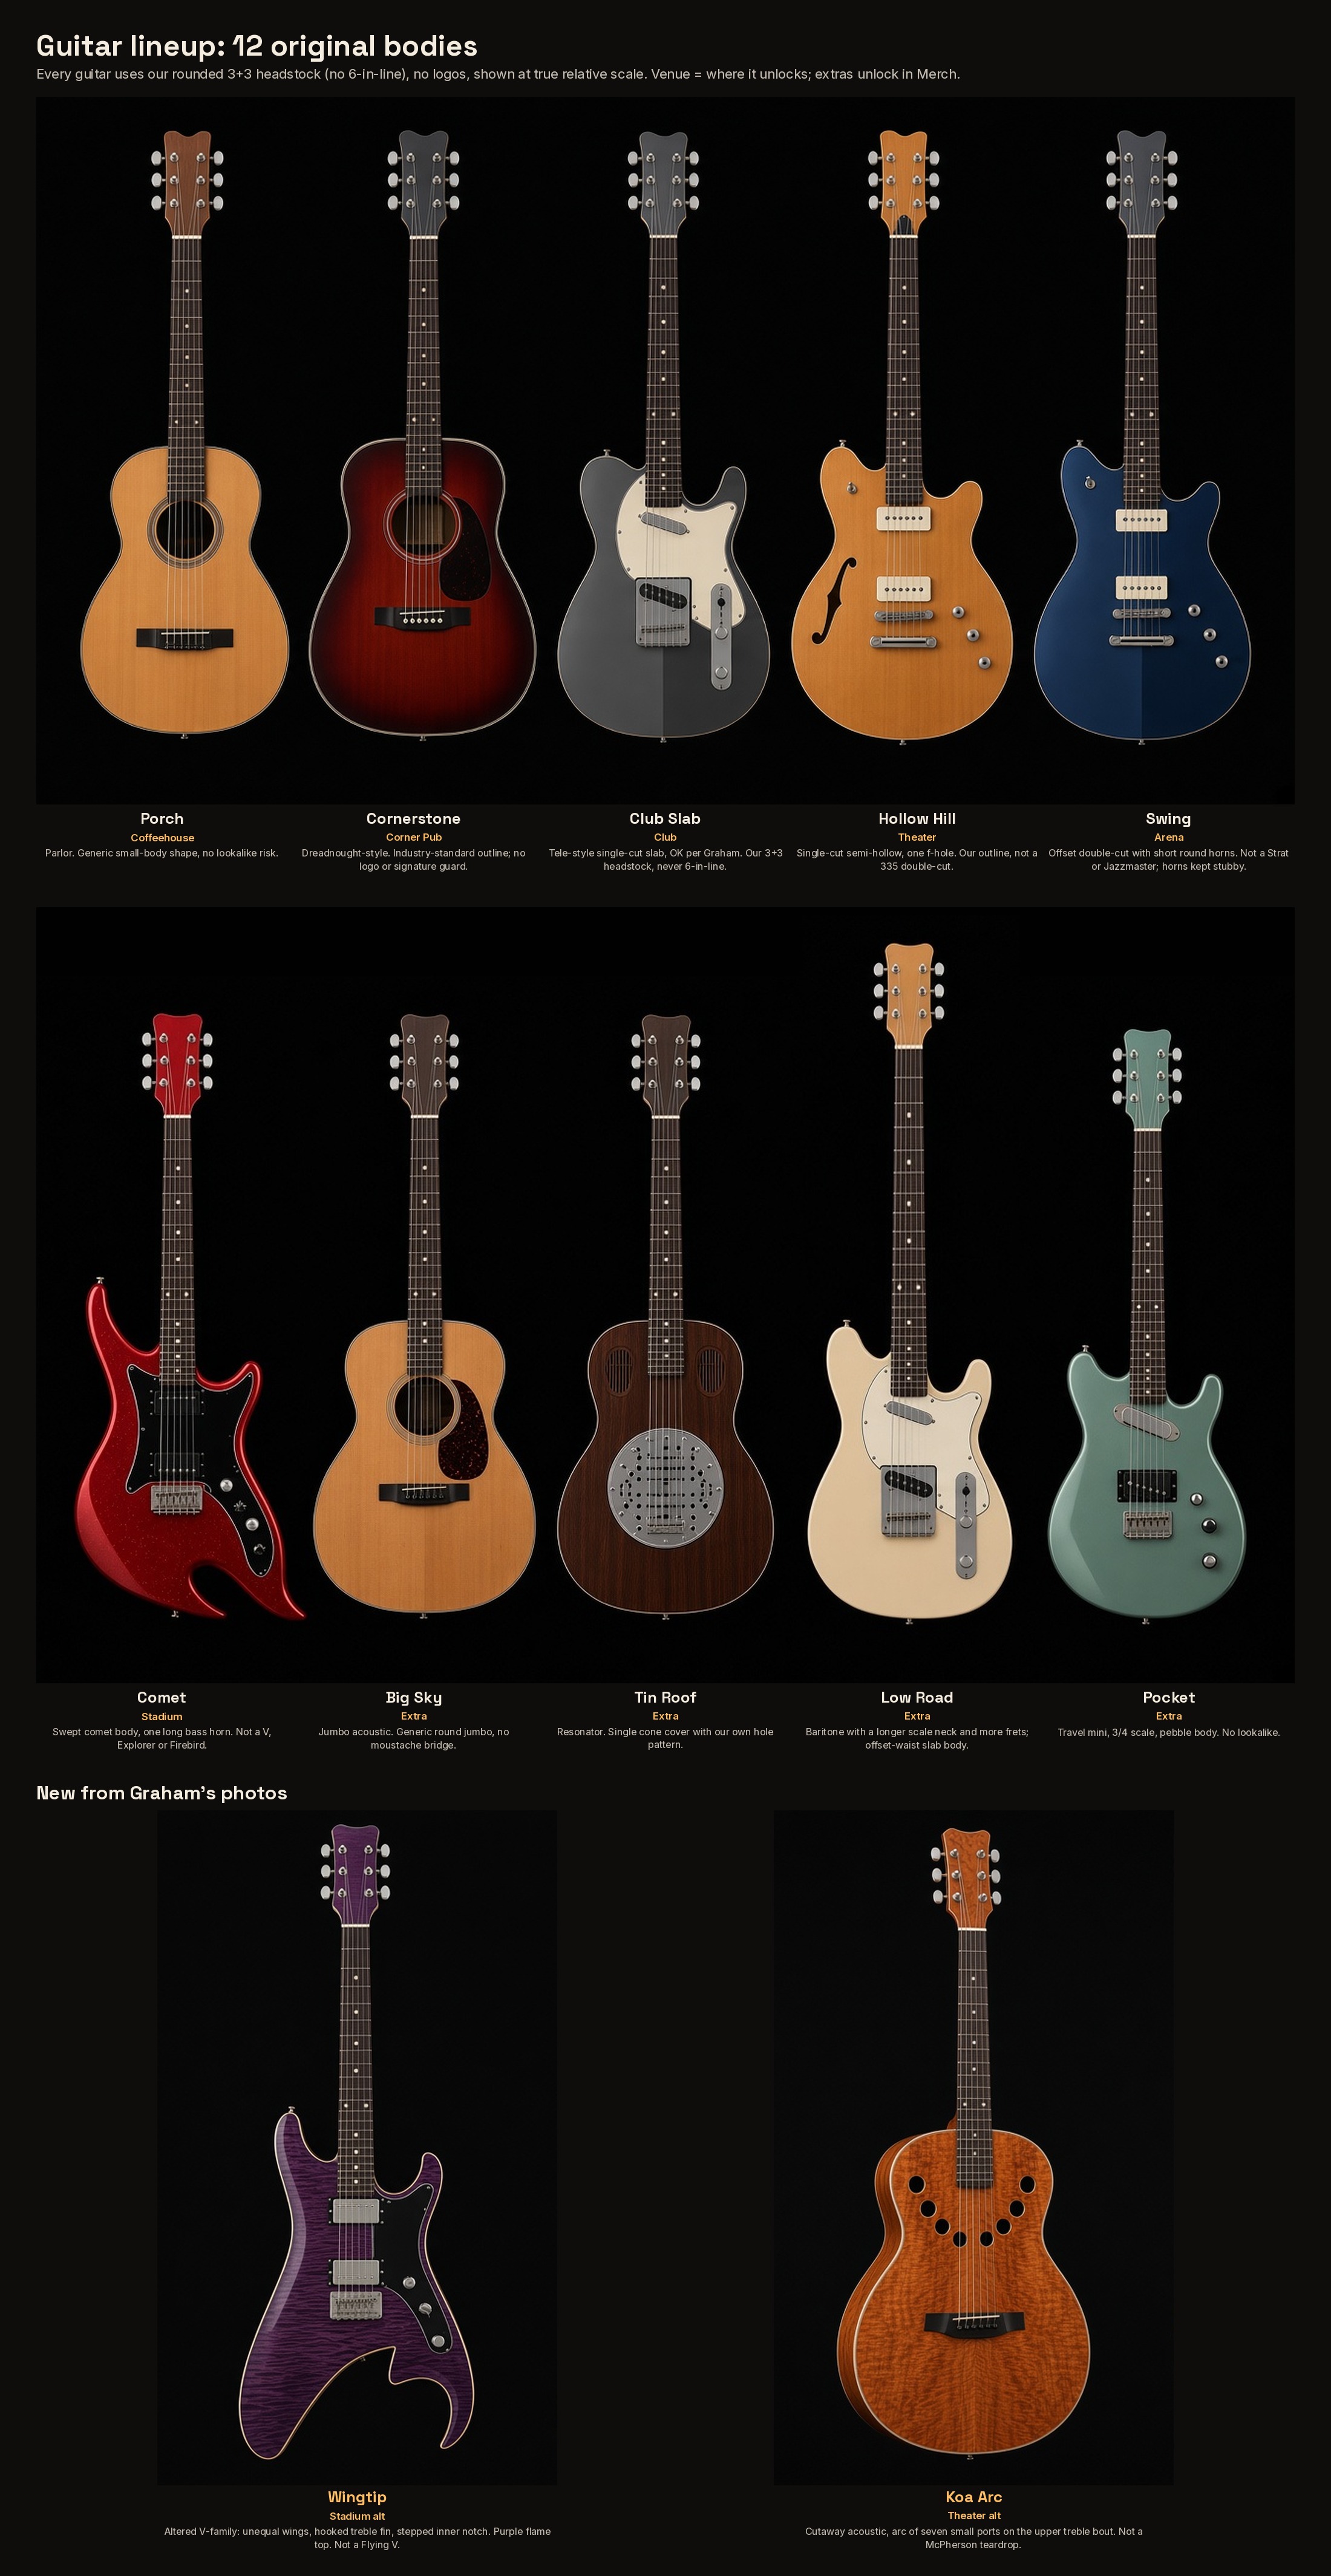 Guitar lineup: 12 original bodies
Every guitar uses our rounded 3+3 headstock (no 6-in-line), no logos, shown at true relative scale. Venue = where it unlocks; extras unlock in Merch.
Porch
Coffeehouse
Parlor. Generic small-body shape, no lookalike risk.
Cornerstone
Corner Pub
Dreadnought-style. Industry-standard outline; no
logo or signature guard.
Club Slab
Club
Tele-style single-cut slab, OK per Graham. Our 3+3
headstock, never 6-in-line.
Hollow Hill
Theater
Single-cut semi-hollow, one f-hole. Our outline, not a
335 double-cut.
Swing
Arena
Offset double-cut with short round horns. Not a Strat
or Jazzmaster; horns kept stubby.
Comet
Stadium
Swept comet body, one long bass horn. Not a V,
Explorer or Firebird.
Big Sky
Extra
Jumbo acoustic. Generic round jumbo, no
moustache bridge.
Tin Roof
Extra
Resonator. Single cone cover with our own hole
pattern.
Low Road
Extra
Baritone with a longer scale neck and more frets;
offset-waist slab body.
Pocket
Extra
Travel mini, 3/4 scale, pebble body. No lookalike.
New from Graham's photos
Wingtip
Stadium alt
Altered V-family: unequal wings, hooked treble fin, stepped inner notch. Purple flame
top. Not a Flying V.
Koa Arc
Theater alt
Cutaway acoustic, arc of seven small ports on the upper treble bout. Not a
McPherson teardrop.